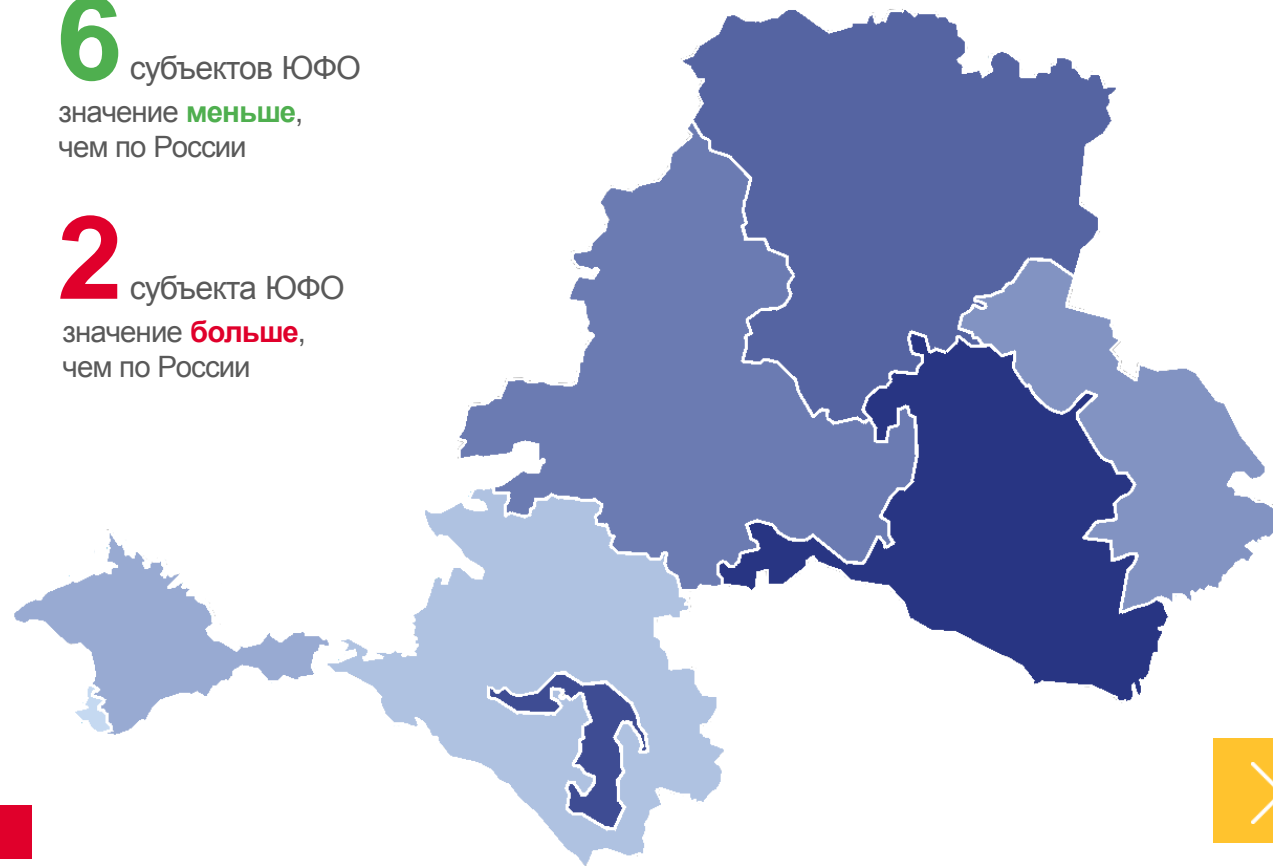 6 субъектов ЮФО
значение меньше,
чем по России
2 субъекта ЮФО
значение больше,
чем по России